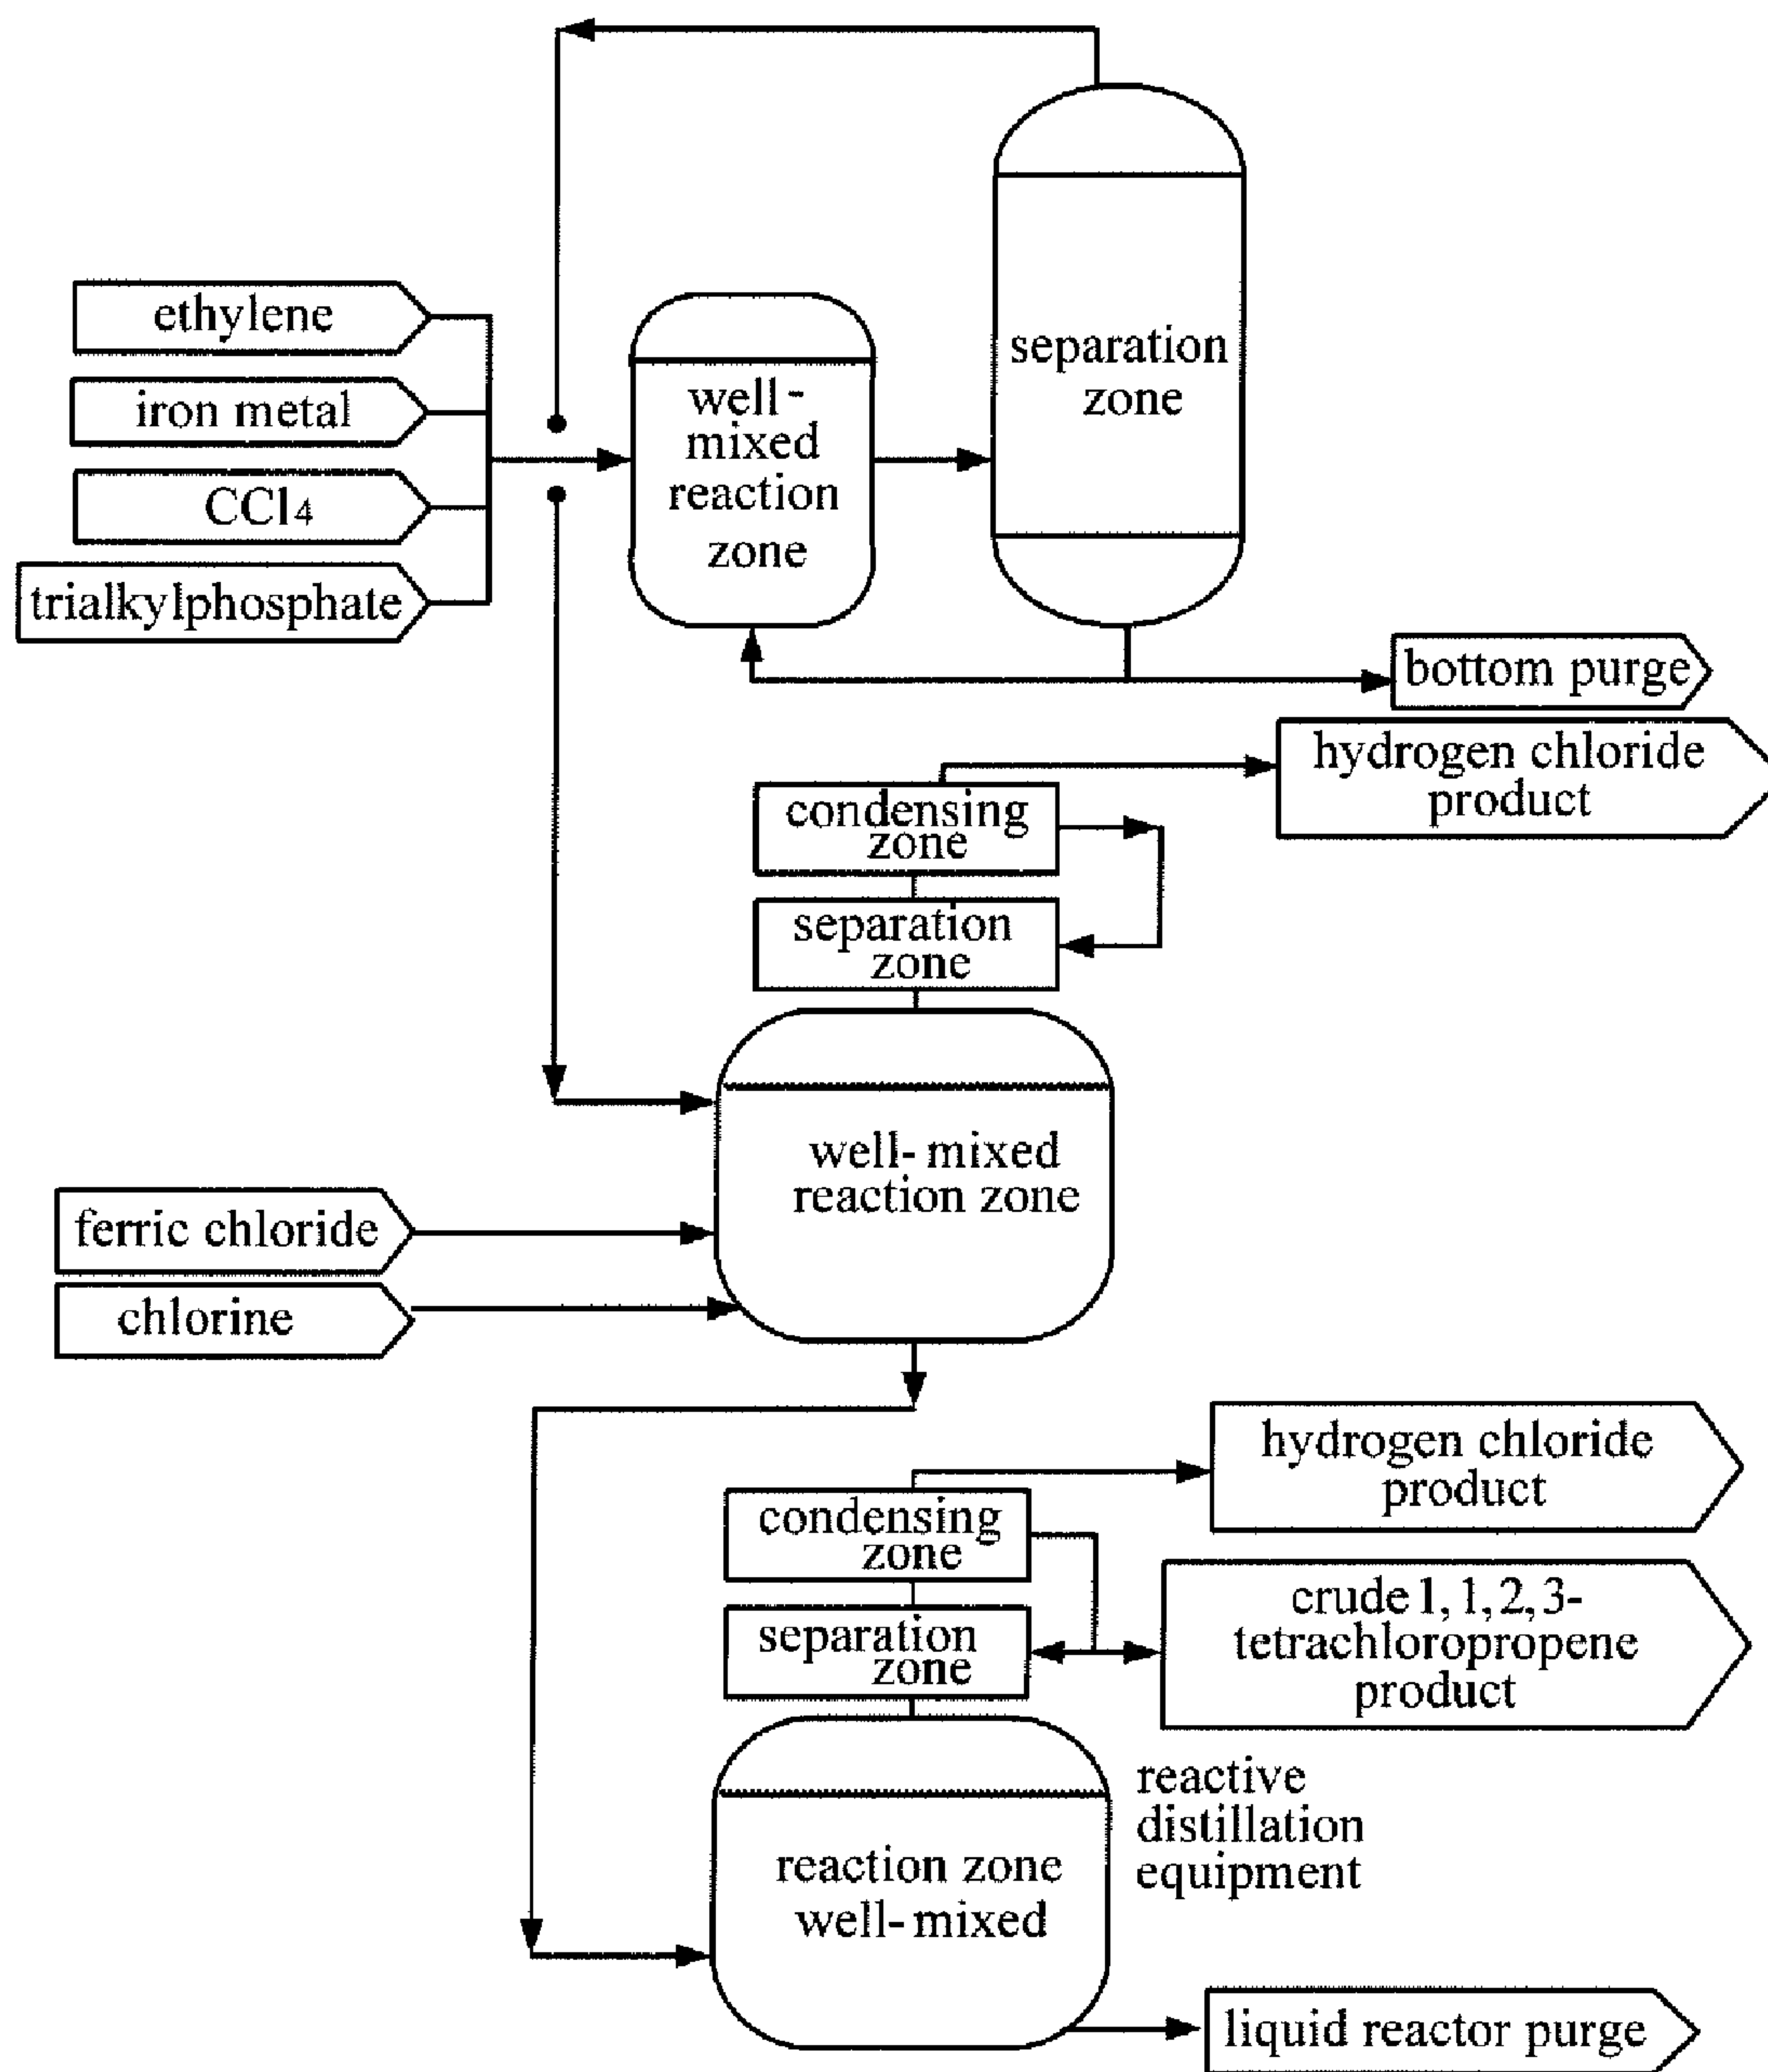 ethylene
iron metal
CCl4
trialkylphosphate
well-
mixed
reaction
zone
separation
zone
bottom purge
hydrogen chloride
product
condensing
zone
separation
zone
well- mixed
reaction zone
ferric chloride
chlorine
hydrogen chloride
product
condensing
zone
separation
zone
crude 1, 1, 2, 3-
tetrachloropropene
product
reactive
distillation
equipment
reaction zone
well- mixed
liquid reactor purge